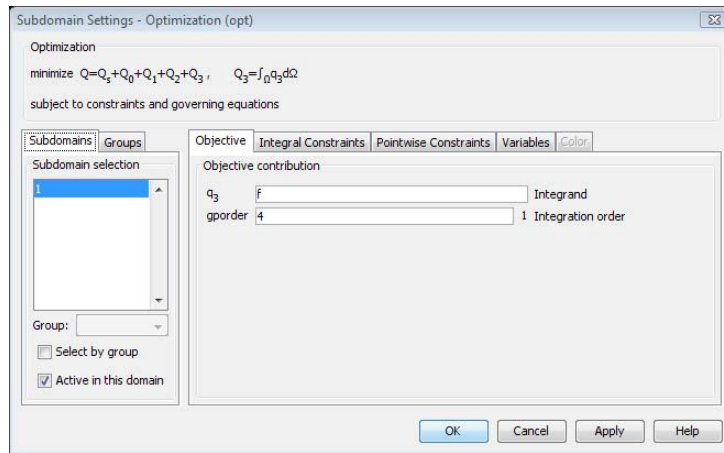 Subdomain Settings - Optimization (opt)
Optimization
minimize Q=Qₛ+Q₀+Q₁+Q₂+Q₃ , Q₃=∫Ωq₃dΩ
subject to constraints and governing equations
Subdomains Groups
Objective Integral Constraints Pointwise Constraints Variables Color
Subdomain selection
1
Group:
Select by group
Active in this domain
Objective contribution
q₃ f Integrand
gporder 4 1 Integration order
OK Cancel Apply Help